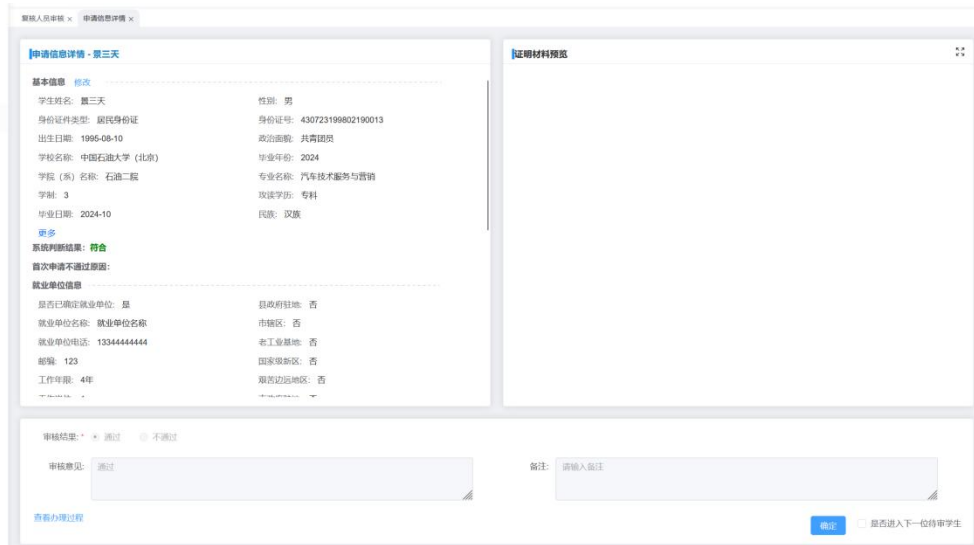 复核人员审核 × 申请信息详情 ×
申请信息详情 - 景三天
证明材料预览
基本信息 修改
学生姓名: 景三天 性别: 男
身份证件类型: 居民身份证 身份证号: 430723199802190013
出生日期: 1995-08-10 政治面貌: 共青团员
学校名称: 中国石油大学 (北京) 毕业年份: 2024
学院 (系) 名称: 石油二院 专业名称: 汽车技术服务与营销
学制: 3 攻读学历: 专科
毕业日期: 2024-10 民族: 汉族
更多
系统判断结果: 符合
首次申请不通过原因:
就业单位信息
是否已确定就业单位: 是 县政府驻地: 否
就业单位名称: 就业单位名称 市辖区: 否
就业单位电话: 13344444444 老工业基地: 否
邮编: 123 国家级新区: 否
工作年限: 4年 艰苦边远地区: 否
审核结果: * 通过 不通过
审核意见: 通过 备注: 请输入备注
查看办理过程
确定 是否进入下一位待审学生